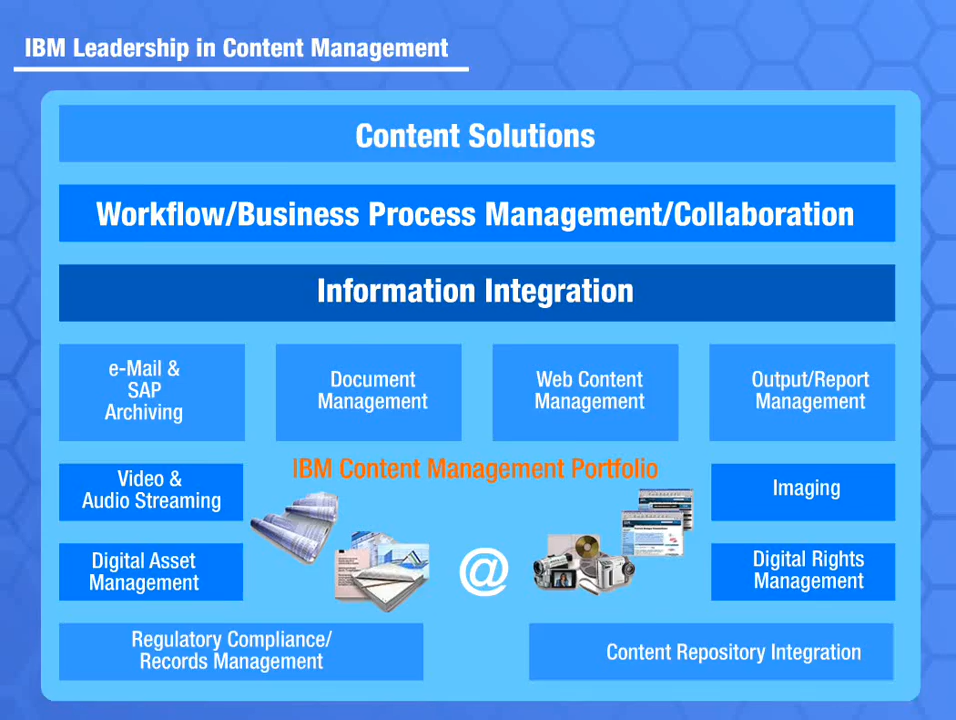 IBM Leadership in Content Management
Content Solutions
Workflow/Business Process Management/Collaboration
Information Integration
e-Mail &
SAP
Archiving
Document
Management
Web Content
Management
Output/Report
Management
IBM Content Management Portfolio
Video &
Audio Streaming
Imaging
@
Digital Asset
Management
Digital Rights
Management
Regulatory Compliance/
Records Management
Content Repository Integration